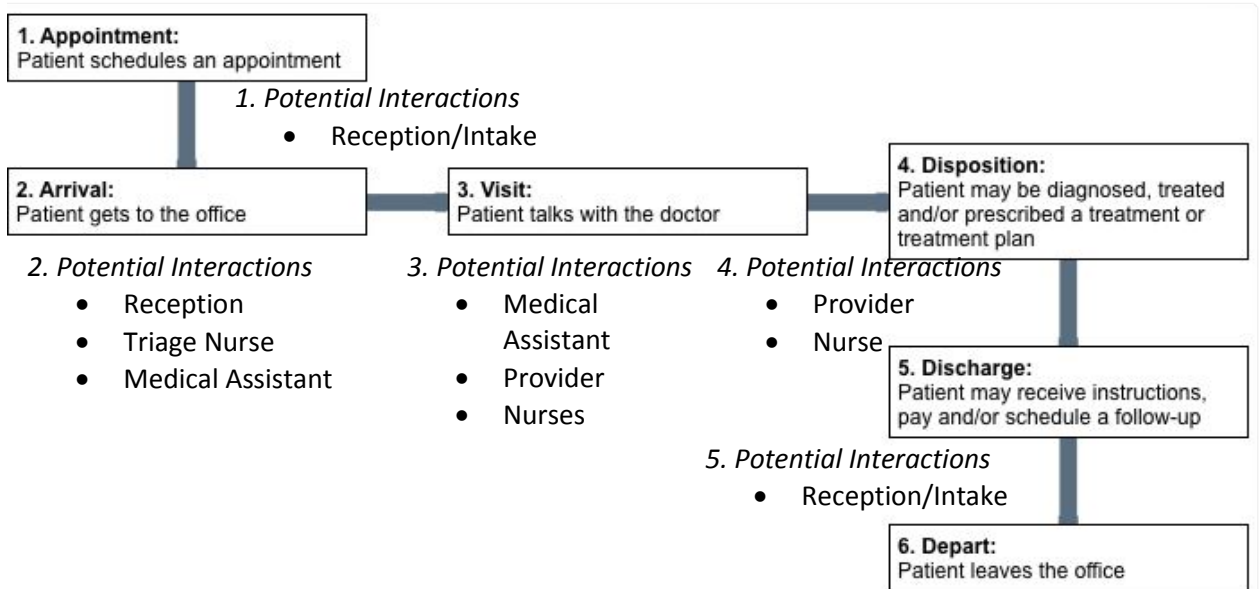 1. Appointment:
Patient schedules an appointment
1. Potential Interactions
• Reception/Intake
2. Arrival:
Patient gets to the office
3. Visit:
Patient talks with the doctor
4. Disposition:
Patient may be diagnosed, treated
and/or prescribed a treatment or
treatment plan
2. Potential Interactions
• Reception
• Triage Nurse
• Medical Assistant
3. Potential Interactions
• Medical
Assistant
• Provider
• Nurses
4. Potential Interactions
• Provider
• Nurse
5. Discharge:
Patient may receive instructions,
pay and/or schedule a follow-up
5. Potential Interactions
• Reception/Intake
6. Depart:
Patient leaves the office